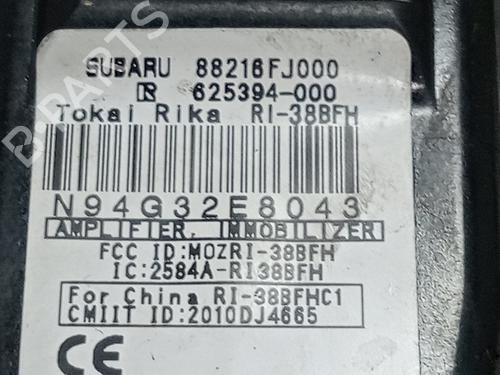 SUBARU 88216FJ000
R 625394-000
Tokai Rika RI-38BFH
N94G32E8043
AMPLIFIER, IMMOBILIZER
FCC ID:MOZRI-38BFH
IC:2584A-RI38BFH
For China RI-38BFHC1
CMIIT ID:2010DJ4665
CE
B-PARTS